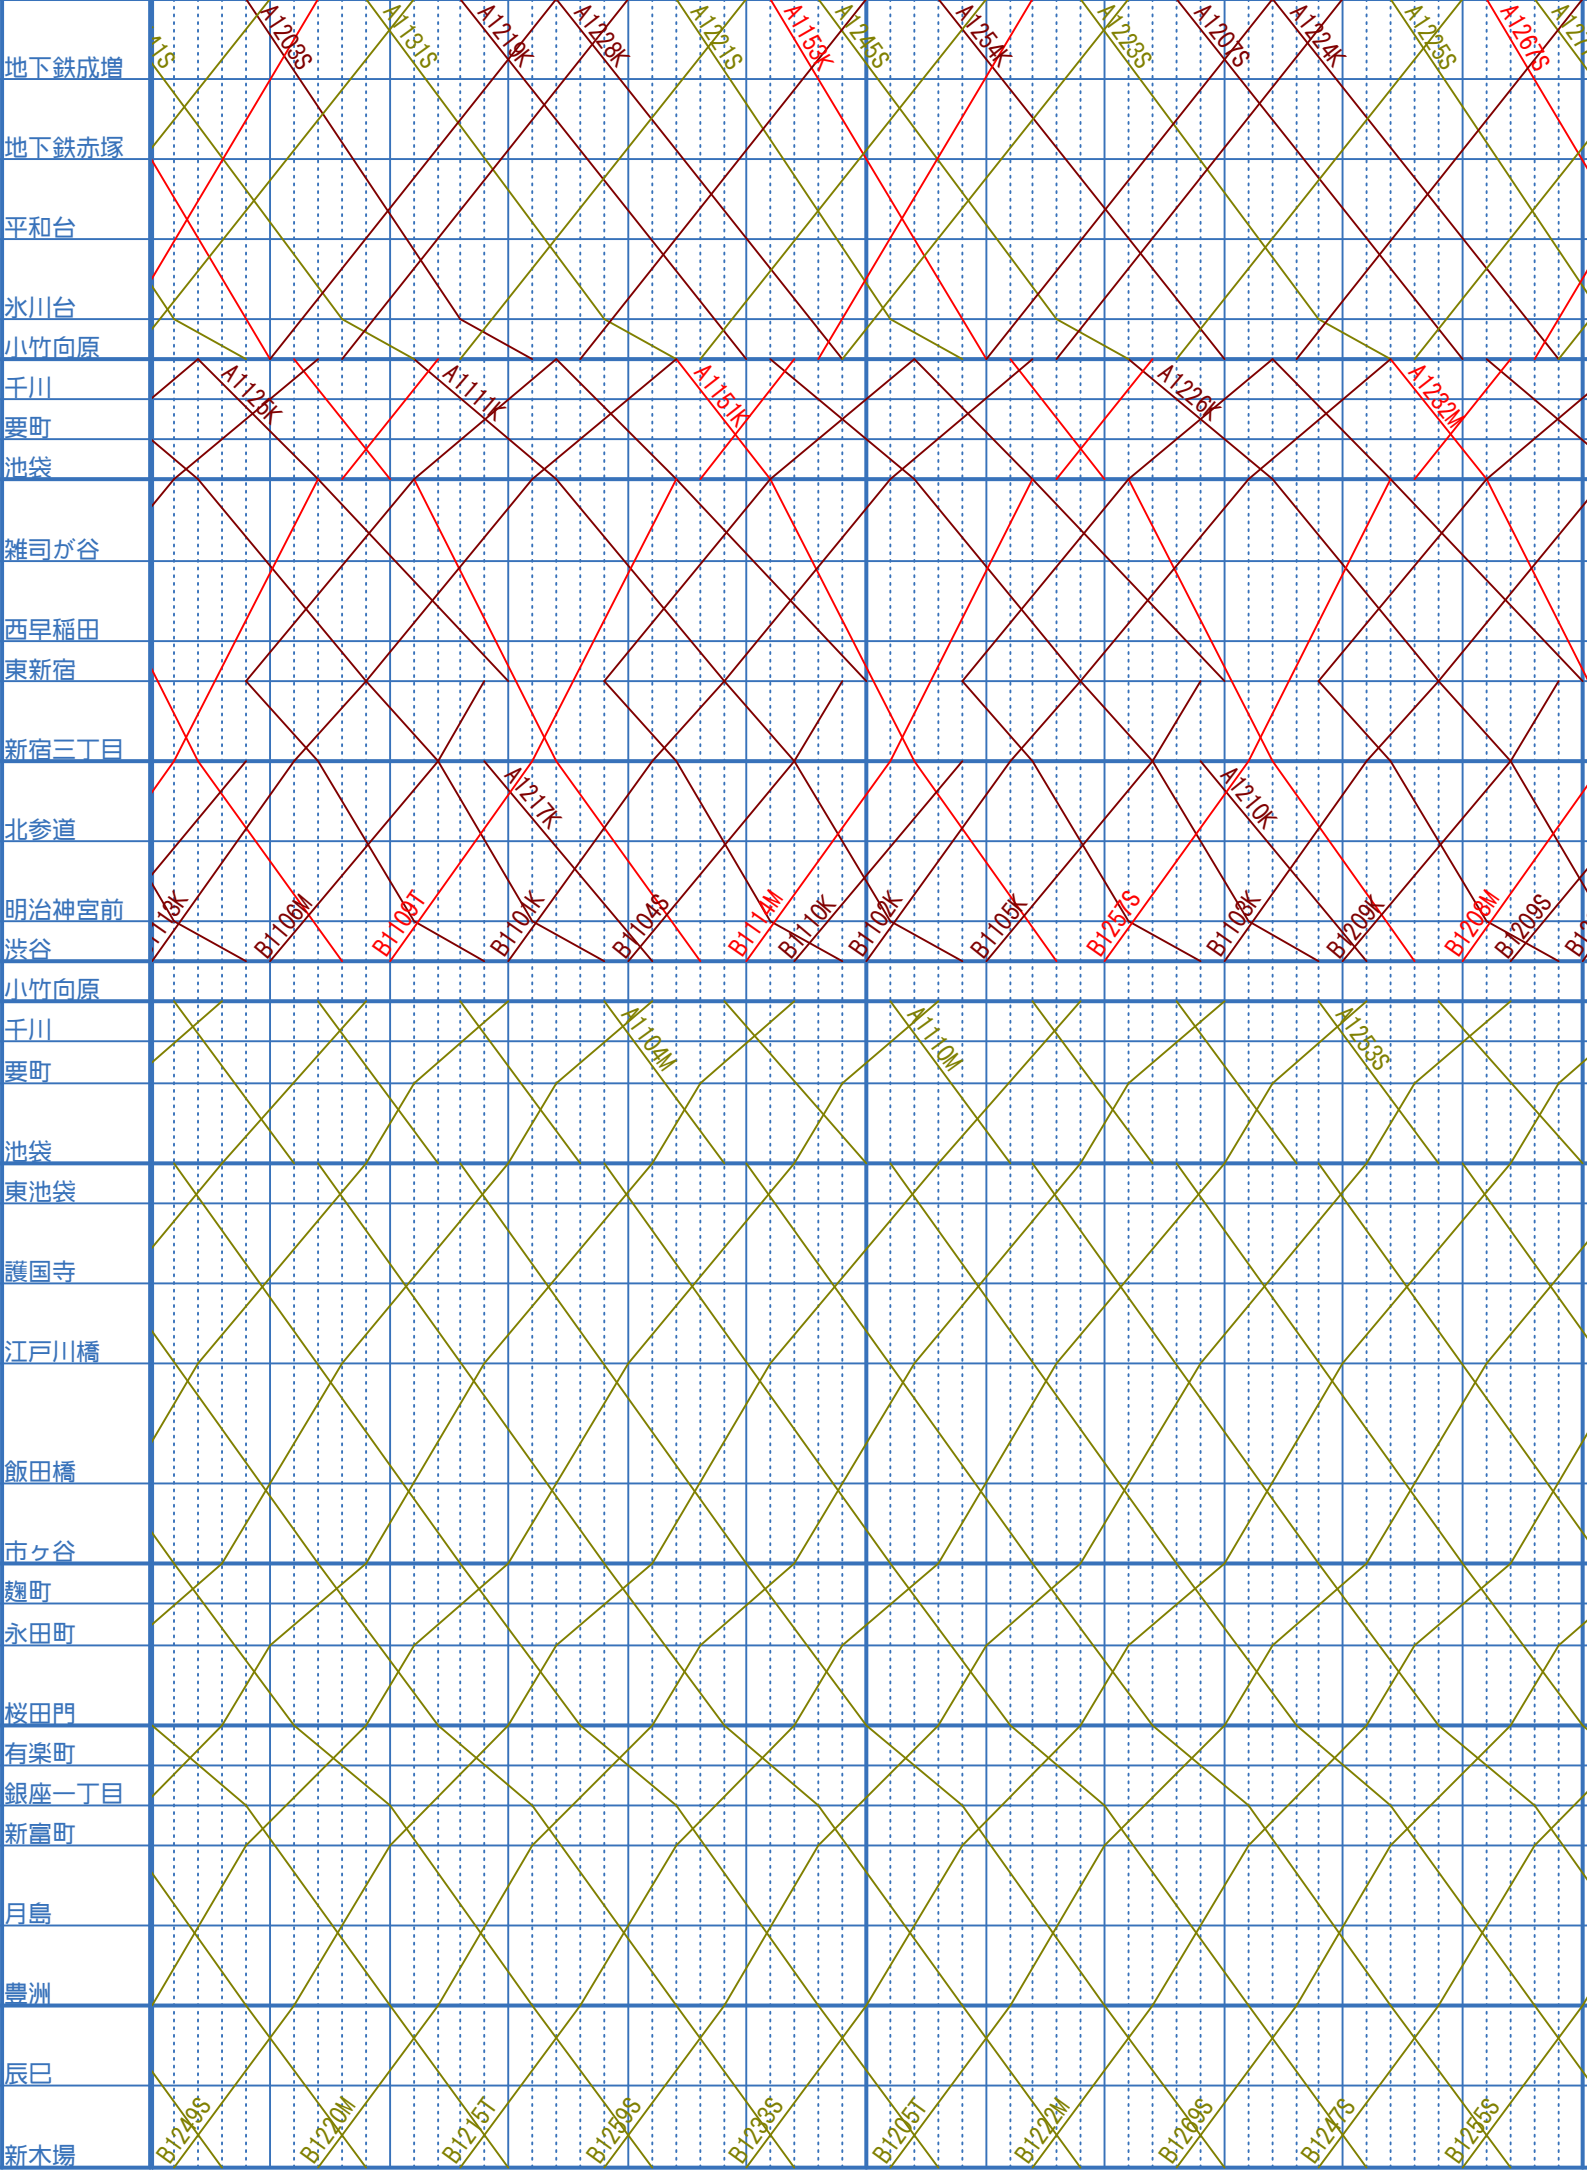 A1203S
A1131S
A1219K
A1228K
A1221S
A1153K
A1245S
A1254K
A1223S
A1207S
A1224K
A1225S
A1267S
地下鉄成増
地下鉄赤塚
平和台
氷川台
小竹向原
千川
A1125K
A1111K
A1151K
A1226K
A1232M
要町
池袋
雑司が谷
西早稲田
東新宿
新宿三丁目
A1217K
A1210K
北参道
明治神宮前
渋谷
B1106M
B1109T
B1101K
B1104S
B1114M
B1110K
B1102K
B1105K
B1257S
B1103K
B1209K
B1208M
B1209S
小竹向原
千川
A1104M
A1110M
A1253S
要町
池袋
東池袋
護国寺
江戸川橋
飯田橋
市ヶ谷
麹町
永田町
桜田門
有楽町
銀座一丁目
新富町
月島
豊洲
辰巳
新木場
B1249S
B1220M
B1215T
B1259S
B1233S
B1205T
B1222M
B1269S
B1247S
B1255S